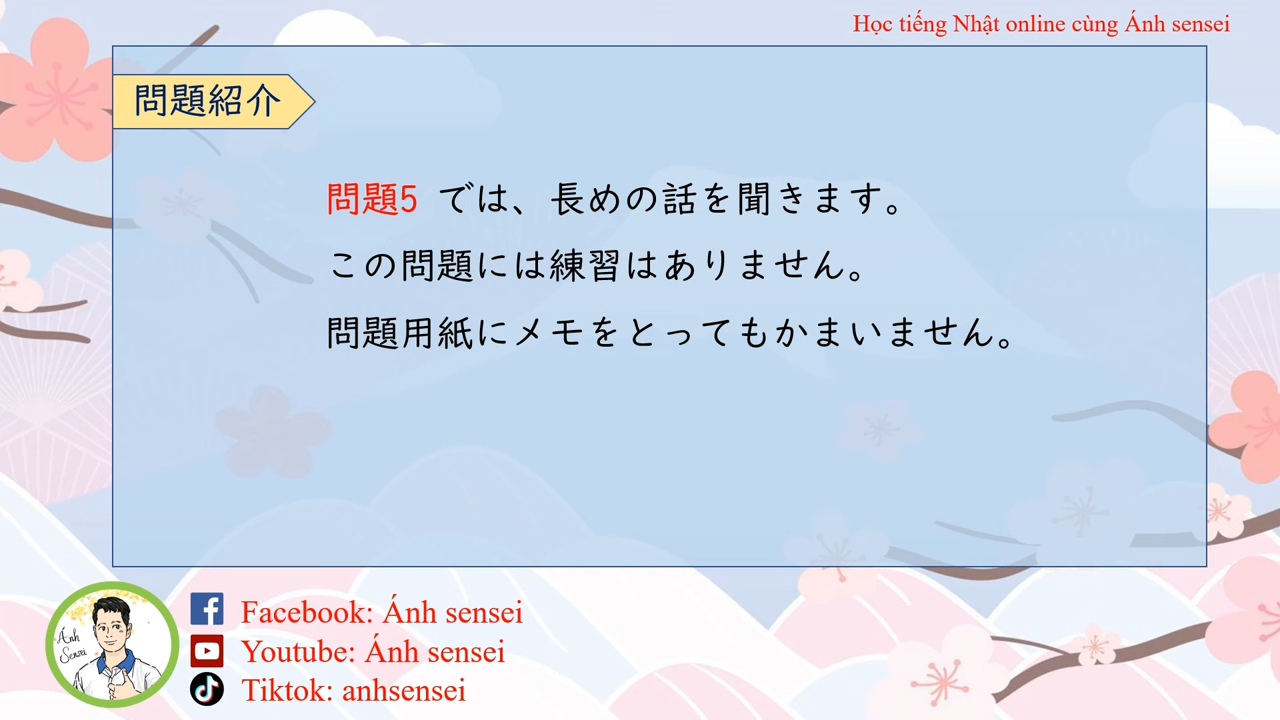 Học tiếng Nhật online cùng Ánh sensei
問題紹介
問題5 では、長めの話を聞きます。
この問題には練習はありません。
問題用紙にメモをとってもかまいません。
Ánh
Sensei
Facebook: Ánh sensei
Youtube: Ánh sensei
Tiktok: anhsensei